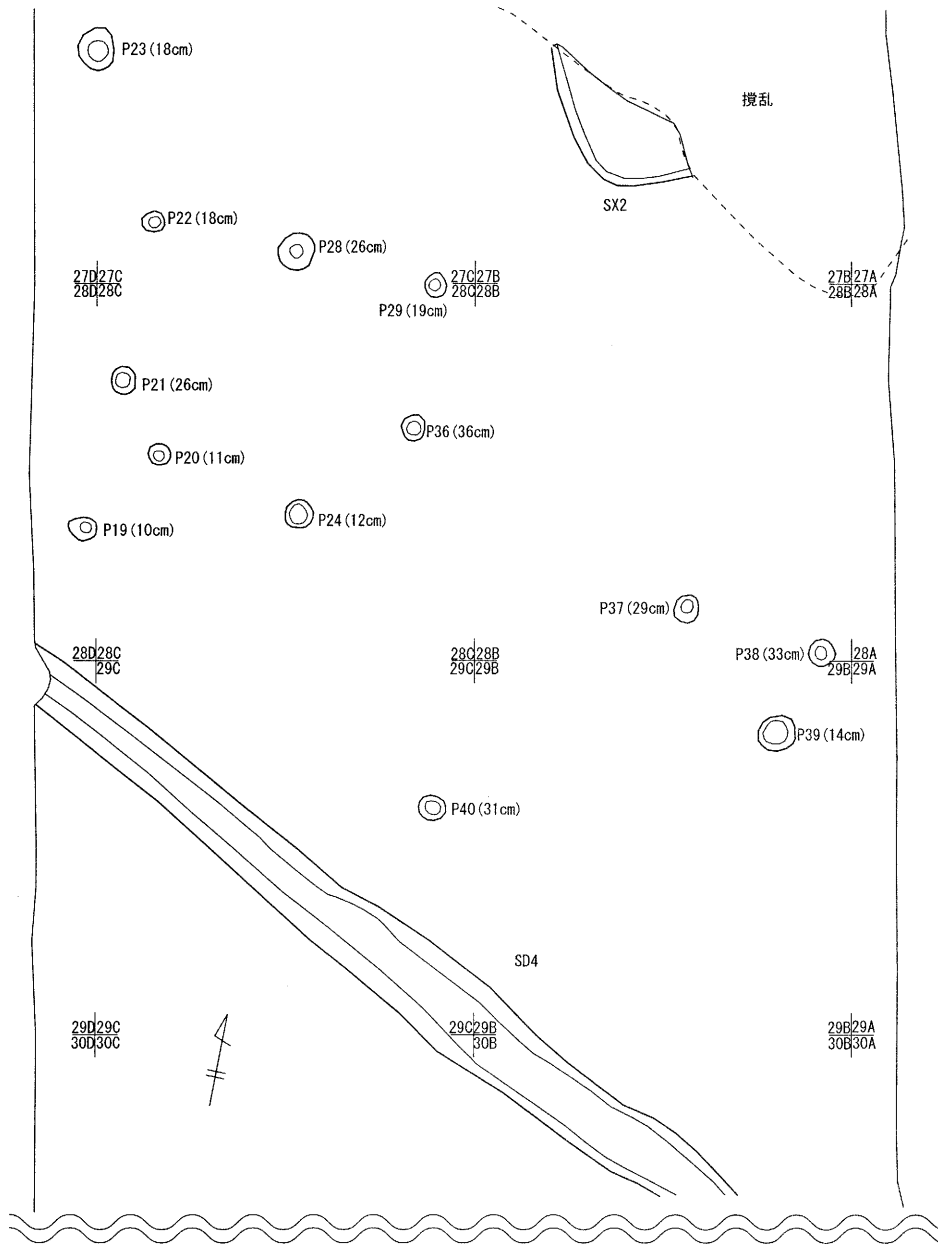 P23(18cm)
撹乱
SX2
P22(18cm)
P28(26cm)
27D 27C
28D 28C
27C 27B
28C 28B
27B 27A
28B 28A
P29(19cm)
P21(26cm)
P36(36cm)
P20(11cm)
P24(12cm)
P19(10cm)
P37(29cm)
28D 28C
29C
28C 28B
29C 29B
P38(33cm)
28A
29B 29A
P39(14cm)
P40(31cm)
SD4
29D 29C
30D 30C
29C 29B
30B
29B 29A
30B 30A